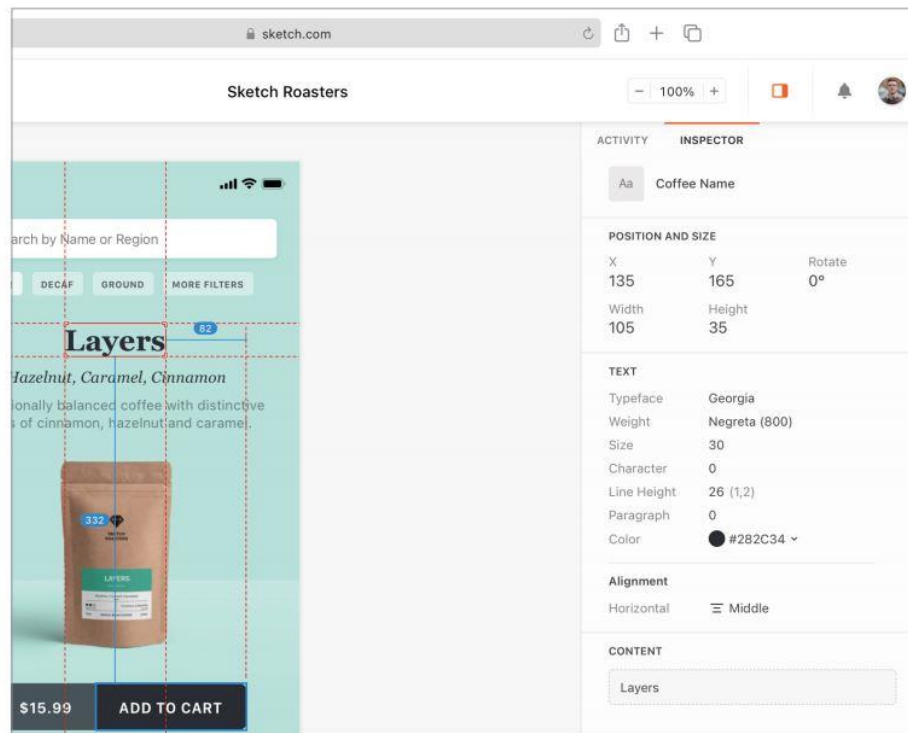 sketch.com
Sketch Roasters
− 100% +
ACTIVITY INSPECTOR
Aa Coffee Name
POSITION AND SIZE
X Y Rotate
135 165 0°
Width Height
105 35
TEXT
Typeface Georgia
Weight Negreta (800)
Size 30
Character 0
Line Height 26 (1,2)
Paragraph 0
Color #282C34
Alignment
Horizontal Middle
CONTENT
Layers
arch by Name or Region
DECAF GROUND MORE FILTERS
Layers 82
Hazelnut, Caramel, Cinnamon
ionally balanced coffee with distinctive
s of cinnamon, hazelnut and caramel.
332
SKETCH
ROASTERS
LAYERS
$15.99 ADD TO CART